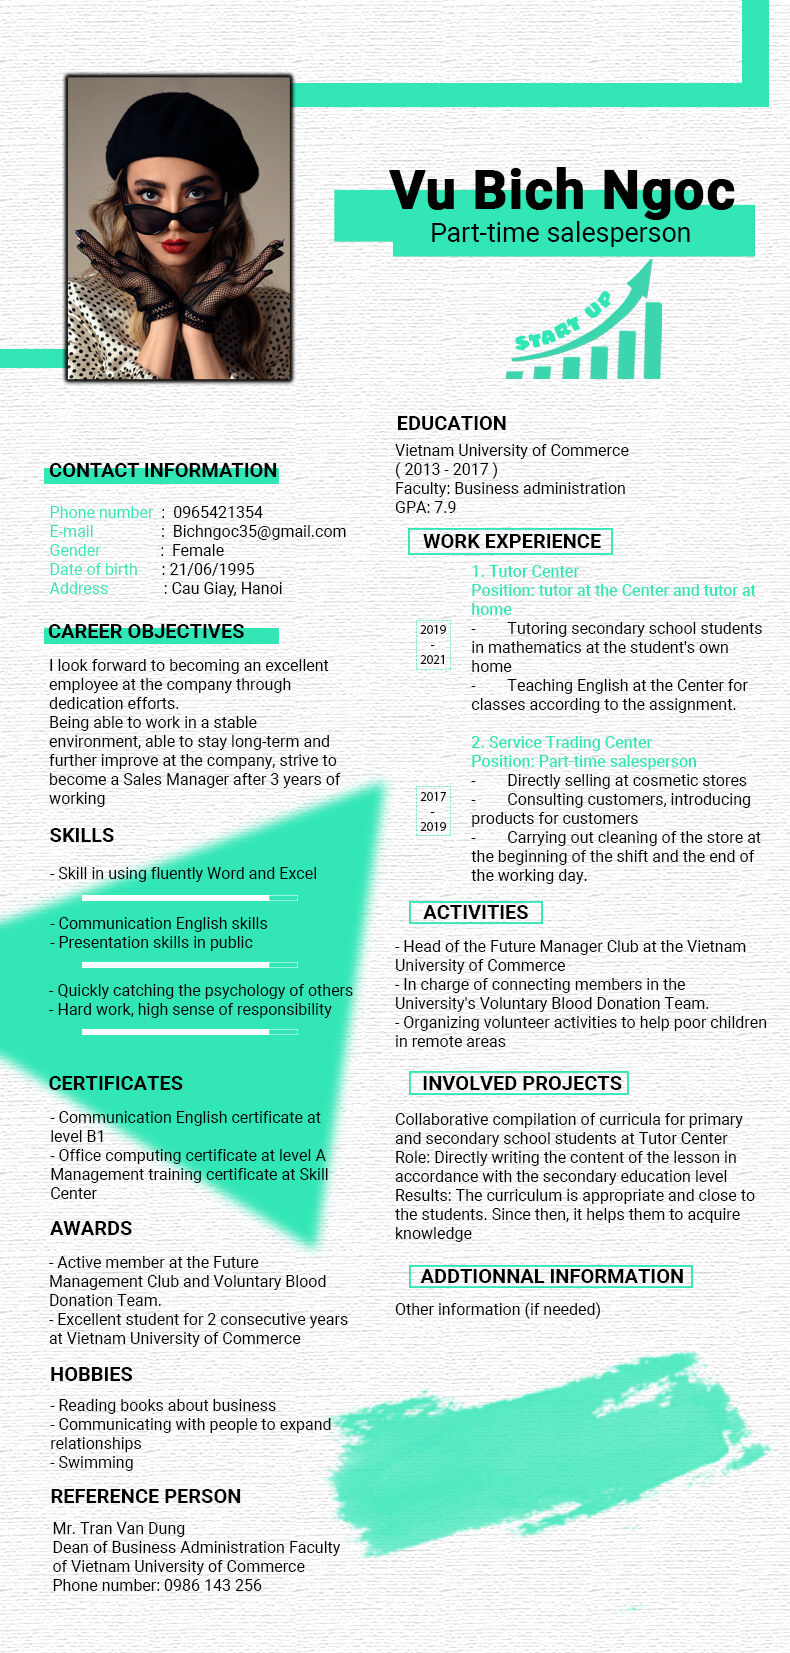 Vu Bich Ngoc
Part-time salesperson
START UP
CONTACT INFORMATION
Phone number : 0965421354
E-mail : Bichngoc35@gmail.com
Gender : Female
Date of birth : 21/06/1995
Address : Cau Giay, Hanoi
CAREER OBJECTIVES
I look forward to becoming an excellent
employee at the company through
dedication efforts.
Being able to work in a stable
environment, able to stay long-term and
further improve at the company, strive to
become a Sales Manager after 3 years of
working
SKILLS
- Skill in using fluently Word and Excel
- Communication English skills
- Presentation skills in public
- Quickly catching the psychology of others
- Hard work, high sense of responsibility
CERTIFICATES
- Communication English certificate at
level B1
- Office computing certificate at level A
Management training certificate at Skill
Center
AWARDS
- Active member at the Future
Management Club and Voluntary Blood
Donation Team.
- Excellent student for 2 consecutive years
at Vietnam University of Commerce
HOBBIES
- Reading books about business
- Communicating with people to expand
relationships
- Swimming
REFERENCE PERSON
Mr. Tran Van Dung
Dean of Business Administration Faculty
of Vietnam University of Commerce
Phone number: 0986 143 256
EDUCATION
Vietnam University of Commerce
( 2013 - 2017 )
Faculty: Business administration
GPA: 7.9
WORK EXPERIENCE
2019
-
2021
1. Tutor Center
Position: tutor at the Center and tutor at
home
- Tutoring secondary school students
in mathematics at the student's own
home
- Teaching English at the Center for
classes according to the assignment.
2017
-
2019
2. Service Trading Center
Position: Part-time salesperson
- Directly selling at cosmetic stores
- Consulting customers, introducing
products for customers
- Carrying out cleaning of the store at
the beginning of the shift and the end of
the working day.
ACTIVITIES
- Head of the Future Manager Club at the Vietnam
University of Commerce
- In charge of connecting members in the
University's Voluntary Blood Donation Team.
- Organizing volunteer activities to help poor children
in remote areas
INVOLVED PROJECTS
Collaborative compilation of curricula for primary
and secondary school students at Tutor Center
Role: Directly writing the content of the lesson in
accordance with the secondary education level
Results: The curriculum is appropriate and close to
the students. Since then, it helps them to acquire
knowledge
ADDTIONNAL INFORMATION
Other information (if needed)